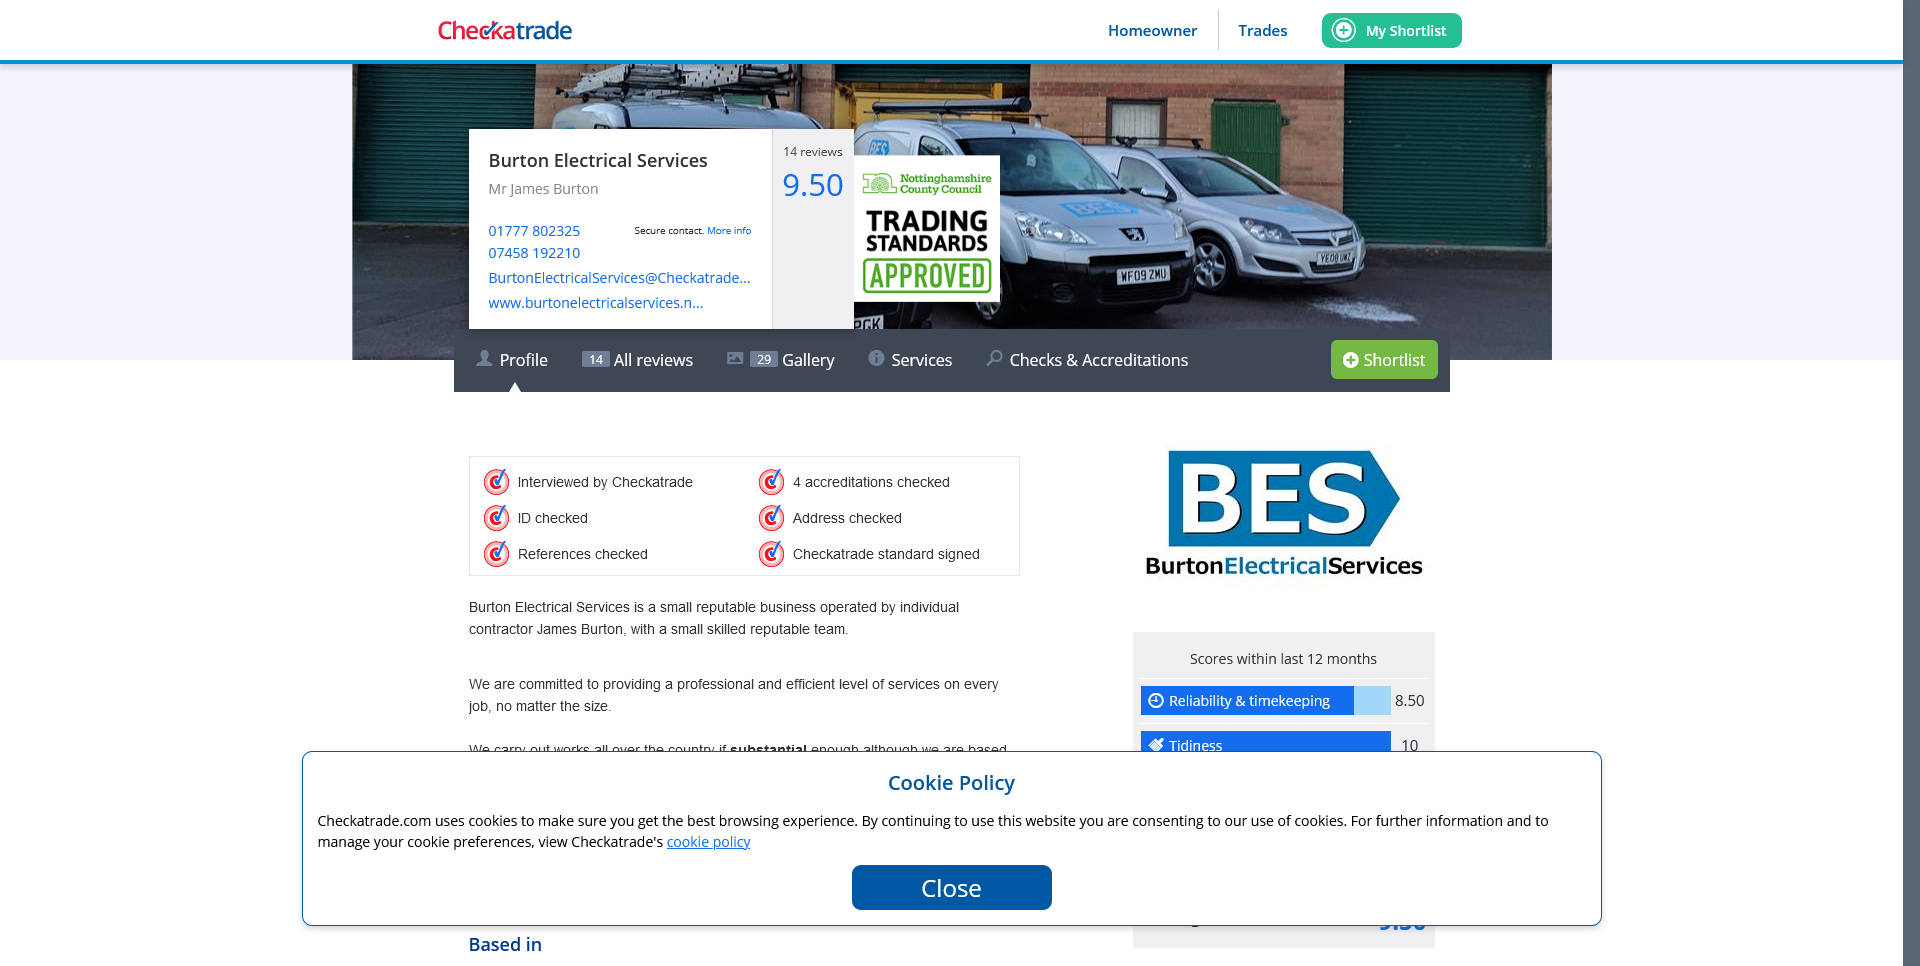 Checkatrade
Homeowner
Trades
My Shortlist
Burton Electrical Services
Mr James Burton
01777 802325
Secure contact. More info
07458 192210
BurtonElectricalServices@Checkatrade...
www.burtonelectricalservices.n...
14 reviews
9.50
Nottinghamshire
County Council
TRADING
STANDARDS
APPROVED
BES
WF09 ZMU
YE08 UWZ
PGK
Profile
14 All reviews
29 Gallery
Services
Checks & Accreditations
Shortlist
Interviewed by Checkatrade
4 accreditations checked
ID checked
Address checked
References checked
Checkatrade standard signed
Burton Electrical Services is a small reputable business operated by individual
contractor James Burton, with a small skilled reputable team.
We are committed to providing a professional and efficient level of services on every
job, no matter the size.
We carry out works all over the country if substantial enough although we are based
BES
BurtonElectricalServices
Scores within last 12 months
Reliability & timekeeping
8.50
Tidiness
10
Cookie Policy
Checkatrade.com uses cookies to make sure you get the best browsing experience. By continuing to use this website you are consenting to our use of cookies. For further information and to
manage your cookie preferences, view Checkatrade's cookie policy
Close
9.50
Based in